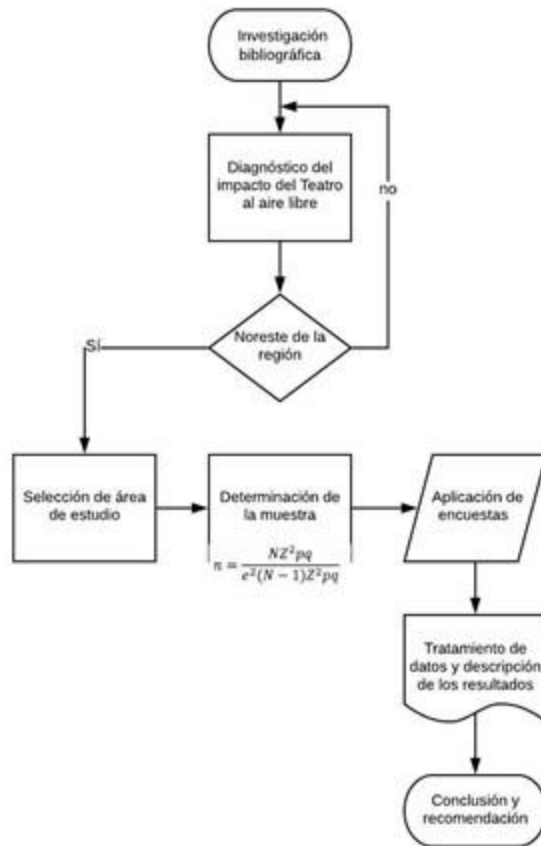 Investigación
bibliográfica
Diagnóstico del
impacto del Teatro
al aire libre
no
Noreste de la
región
Sí
Selección de área
de estudio
Determinación de
la muestra
n = NZ²pq / e²(N − 1)Z²pq
Aplicación de
encuestas
Tratamiento de
datos y descripción
de los resultados
Conclusión y
recomendación